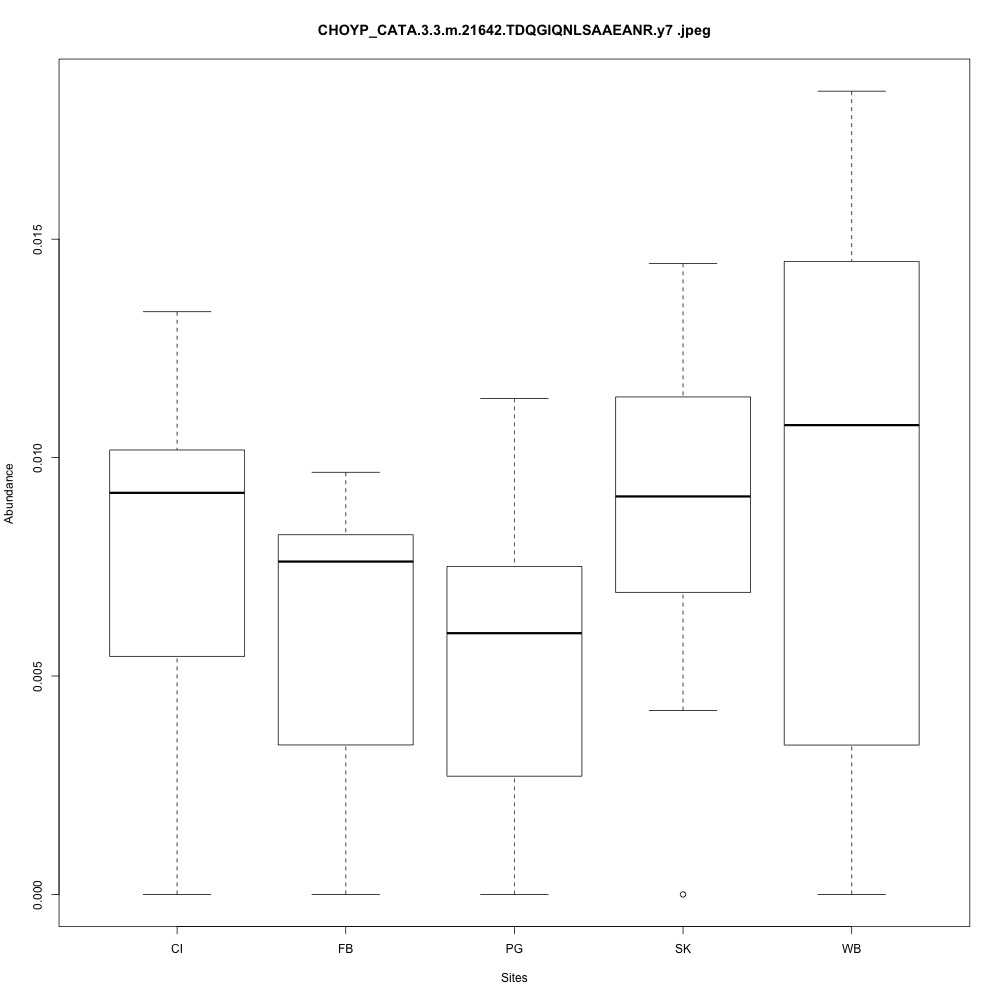 CHOYP_CATA.3.3.m.21642.TDQGIQNLSAAEANR.y7 .jpeg
Abundance
0.015
0.010
0.005
0.000
CI FB PG SK WB
Sites